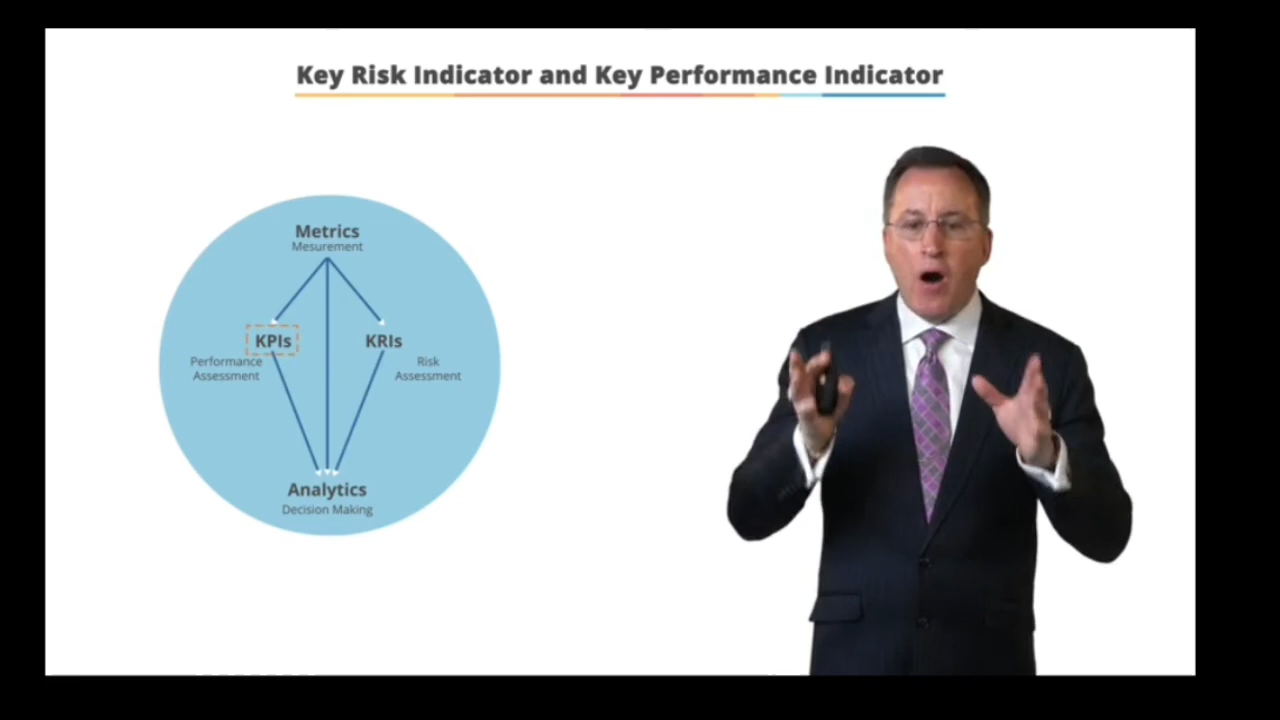 Key Risk Indicator and Key Performance Indicator
Metrics
Mesurement
KPIs
KRIs
Performance
Assessment
Risk
Assessment
Analytics
Decision Making